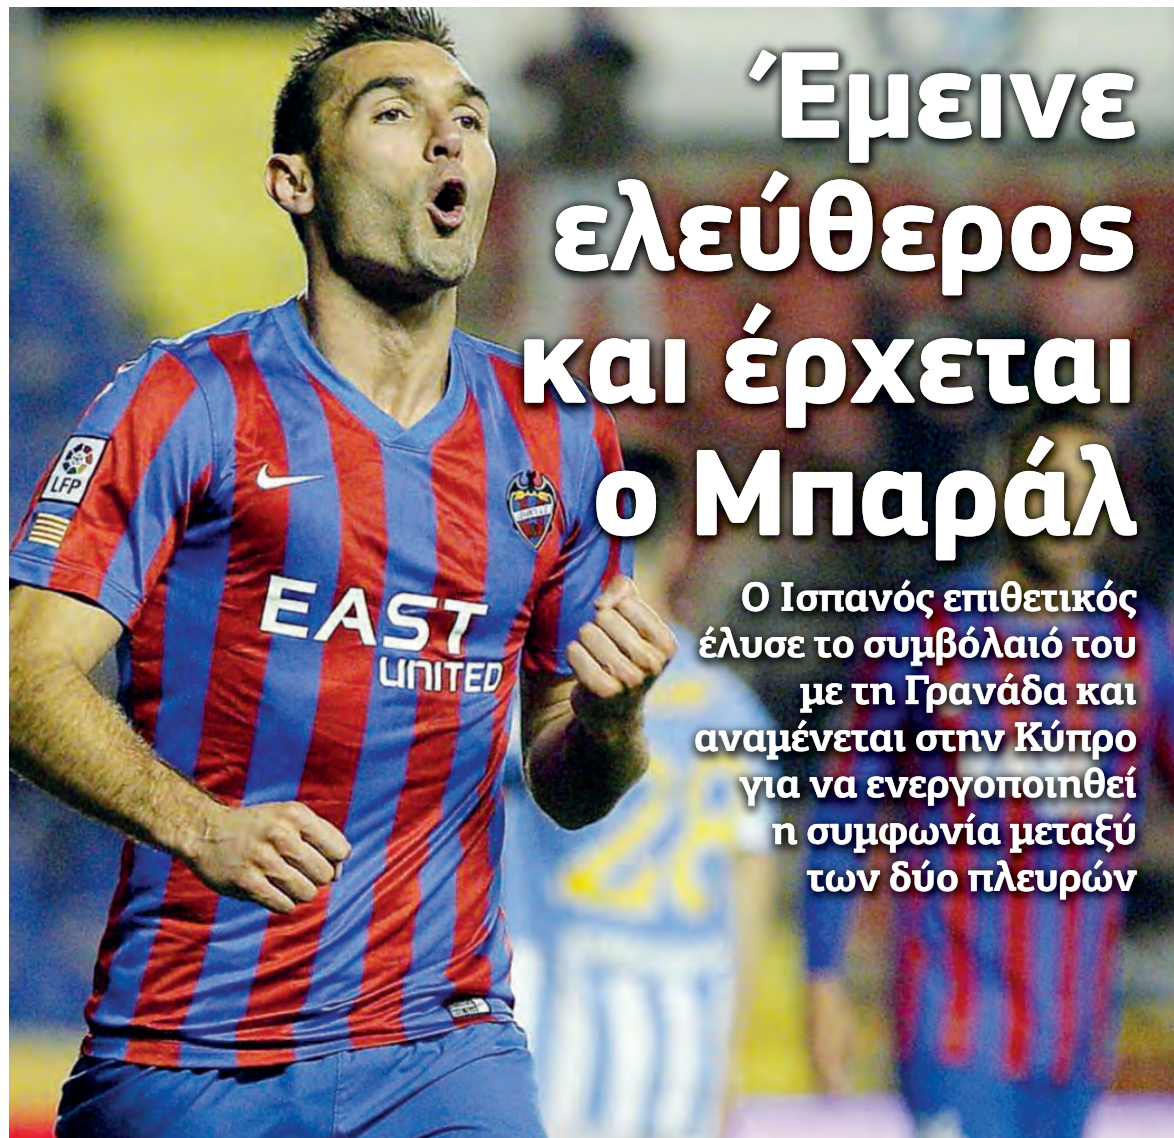 Έμεινε
ελεύθερος
και έρχεται
ο Μπαράλ
Ο Ισπανός επιθετικός
έλυσε το συμβόλαιό του
με τη Γρανάδα και
αναμένεται στην Κύπρο
για να ενεργοποιηθεί
η συμφωνία μεταξύ
των δύο πλευρών
LFP
EAST
UNITED